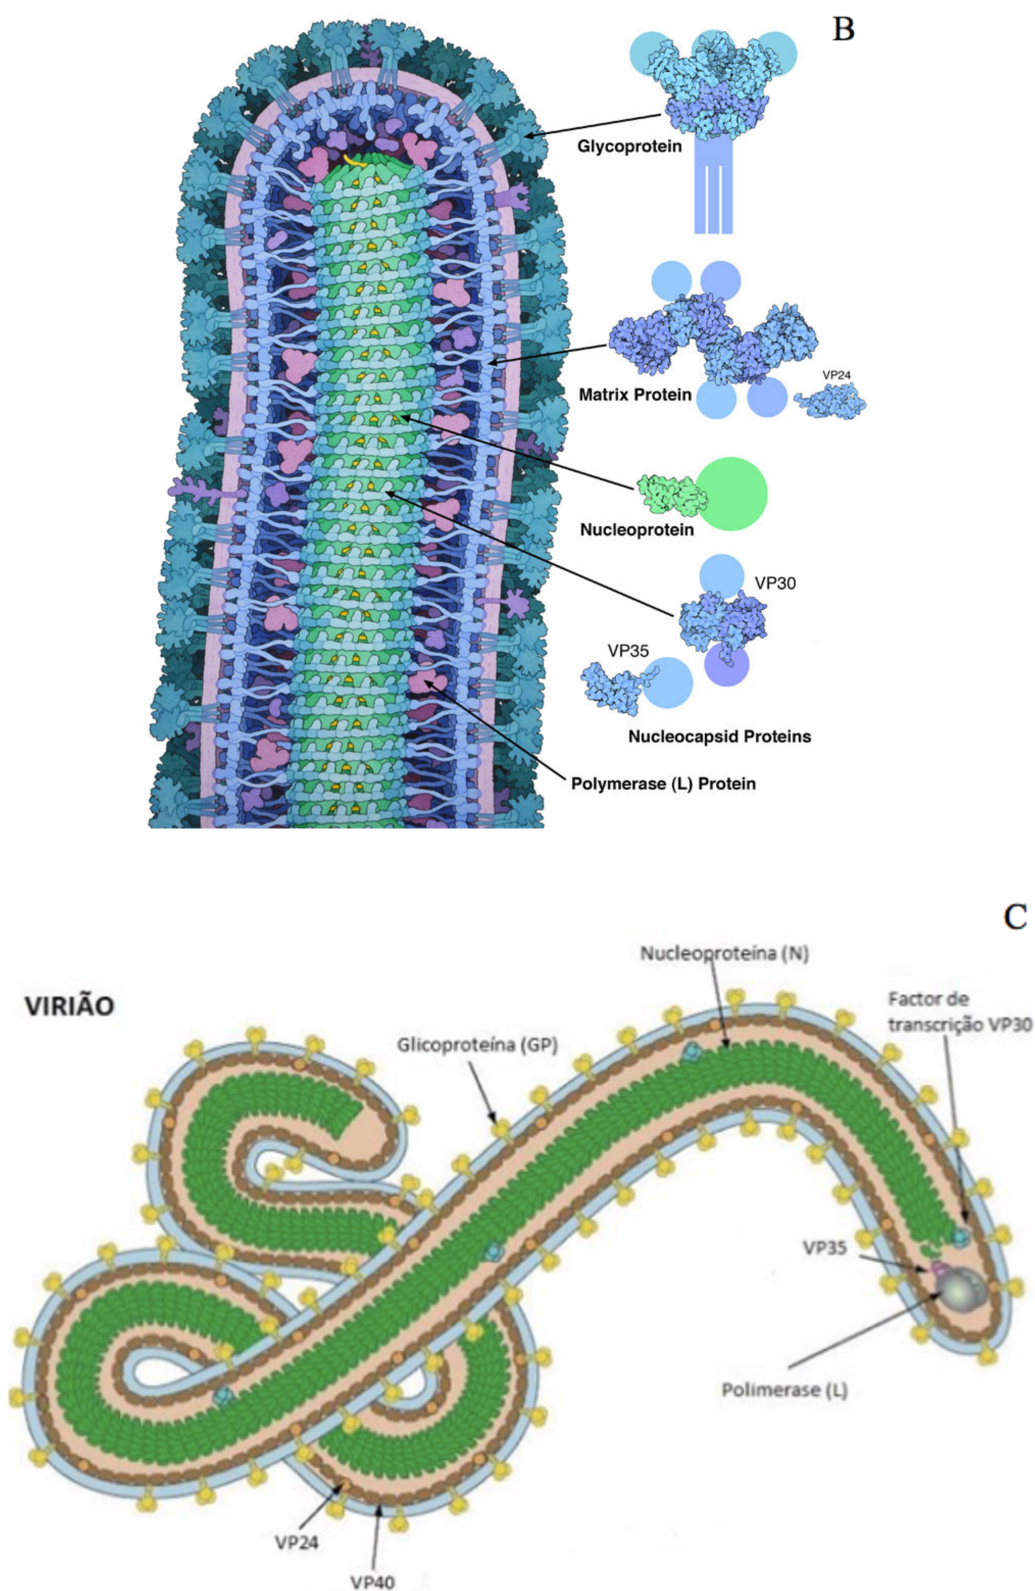 B
Glycoprotein
Matrix Protein
VP24
Nucleoprotein
VP30
VP35
Nucleocapsid Proteins
Polymerase (L) Protein
C
Nucleoproteína (N)
VIRIÃO
Factor de
transcrição VP30
Glicoproteína (GP)
VP35
Polimerase (L)
VP24
VP40